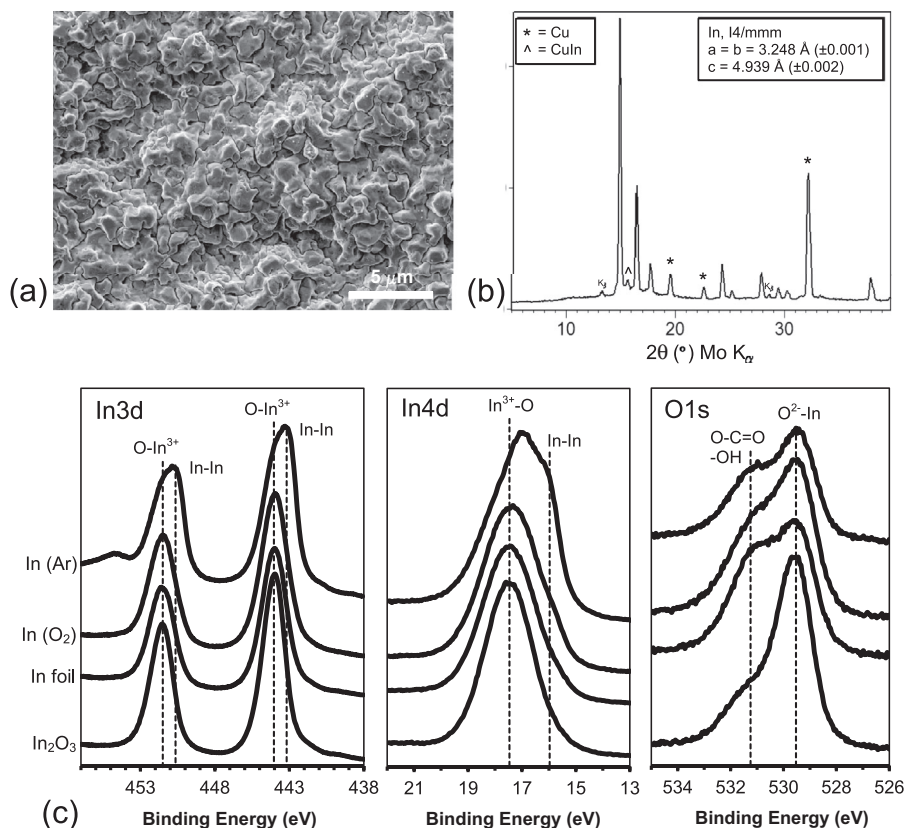 5 μm
(a)
* = Cu
^ = CuIn
In, I4/mmm
a = b = 3.248 Å (±0.001)
c = 4.939 Å (±0.002)
*
^
*
*
Kβ
Kβ
10
20
30
2θ (°) Mo Kα
(b)
In3d
O-In³⁺
In-In
O-In³⁺
In-In
In (Ar)
In (O₂)
In foil
In₂O₃
453
448
443
438
Binding Energy (eV)
In4d
In³⁺-O
In-In
21
19
17
15
13
Binding Energy (eV)
O1s
O-C=O
-OH
O²⁻-In
534
532
530
528
526
Binding Energy (eV)
(c)